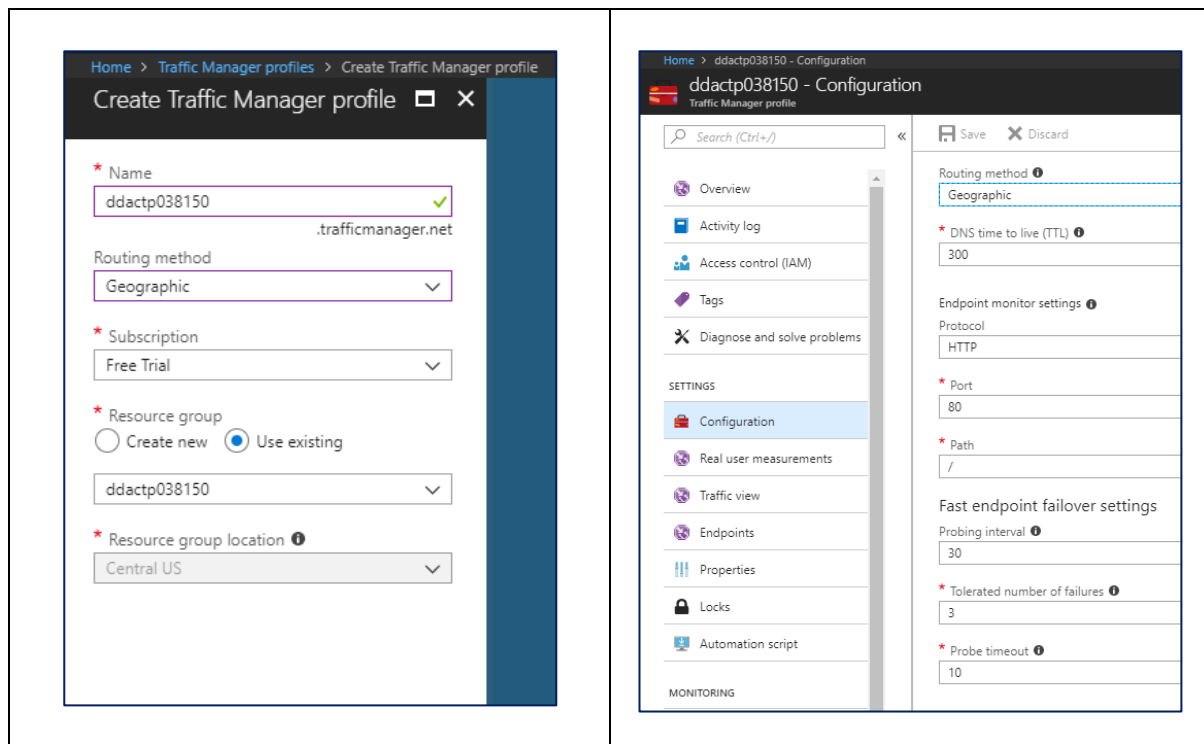 Home > Traffic Manager profiles > Create Traffic Manager profile
Create Traffic Manager profile
* Name
ddactp038150
.trafficmanager.net
Routing method
Geographic
* Subscription
Free Trial
* Resource group
Create new Use existing
ddactp038150
* Resource group location
Central US
Home > ddactp038150 - Configuration
ddactp038150 - Configuration
Traffic Manager profile
Search (Ctrl+/)
Overview
Activity log
Access control (IAM)
Tags
Diagnose and solve problems
SETTINGS
Configuration
Real user measurements
Traffic view
Endpoints
Properties
Locks
Automation script
MONITORING
Save Discard
Routing method
Geographic
* DNS time to live (TTL)
300
Endpoint monitor settings
Protocol
HTTP
* Port
80
* Path
/
Fast endpoint failover settings
Probing interval
30
* Tolerated number of failures
3
* Probe timeout
10